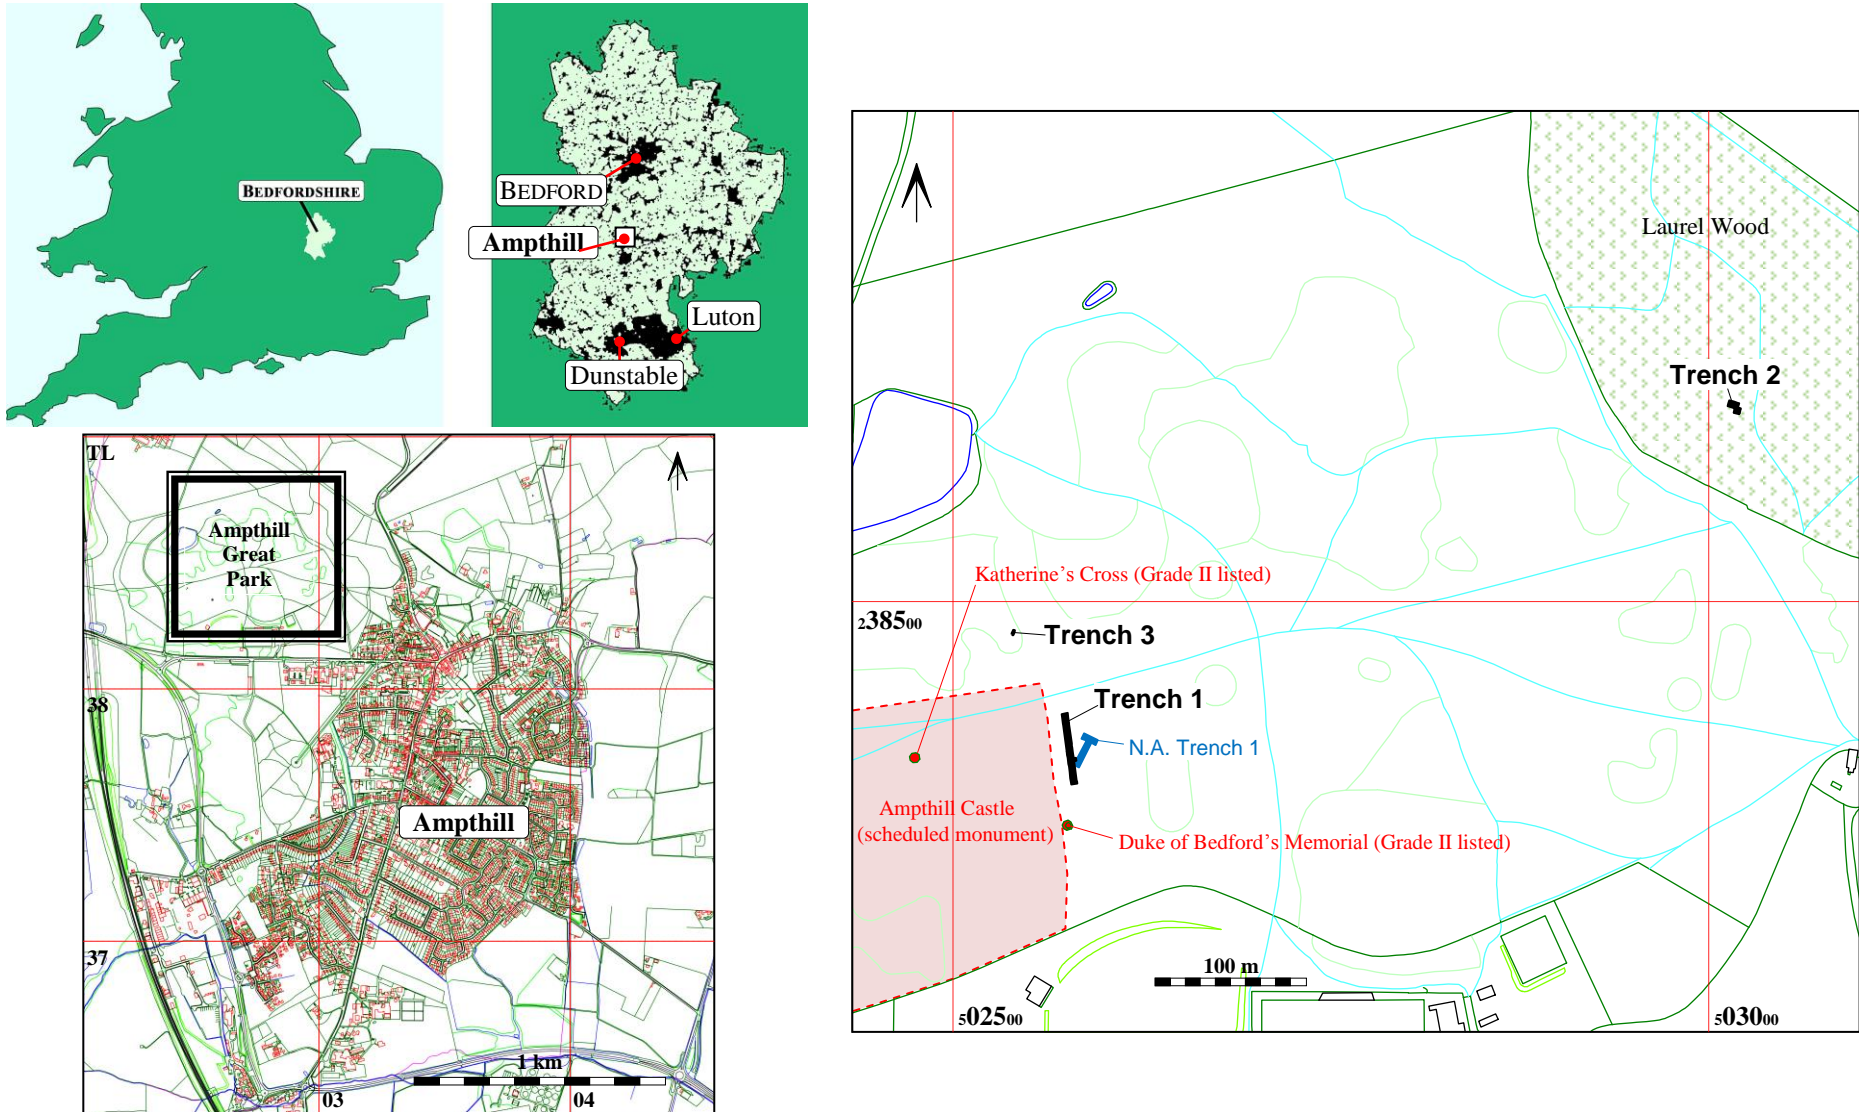 BEDFORDSHIRE
BEDFORD
Ampthill
Luton
Dunstable
TL
Ampthill
Great
Park
38
Ampthill
37
1 km
03
04
Laurel Wood
Trench 2
Katherine's Cross (Grade II listed)
238500
Trench 3
Trench 1
N.A. Trench 1
Ampthill Castle
(scheduled monument)
Duke of Bedford's Memorial (Grade II listed)
100 m
502500
503000